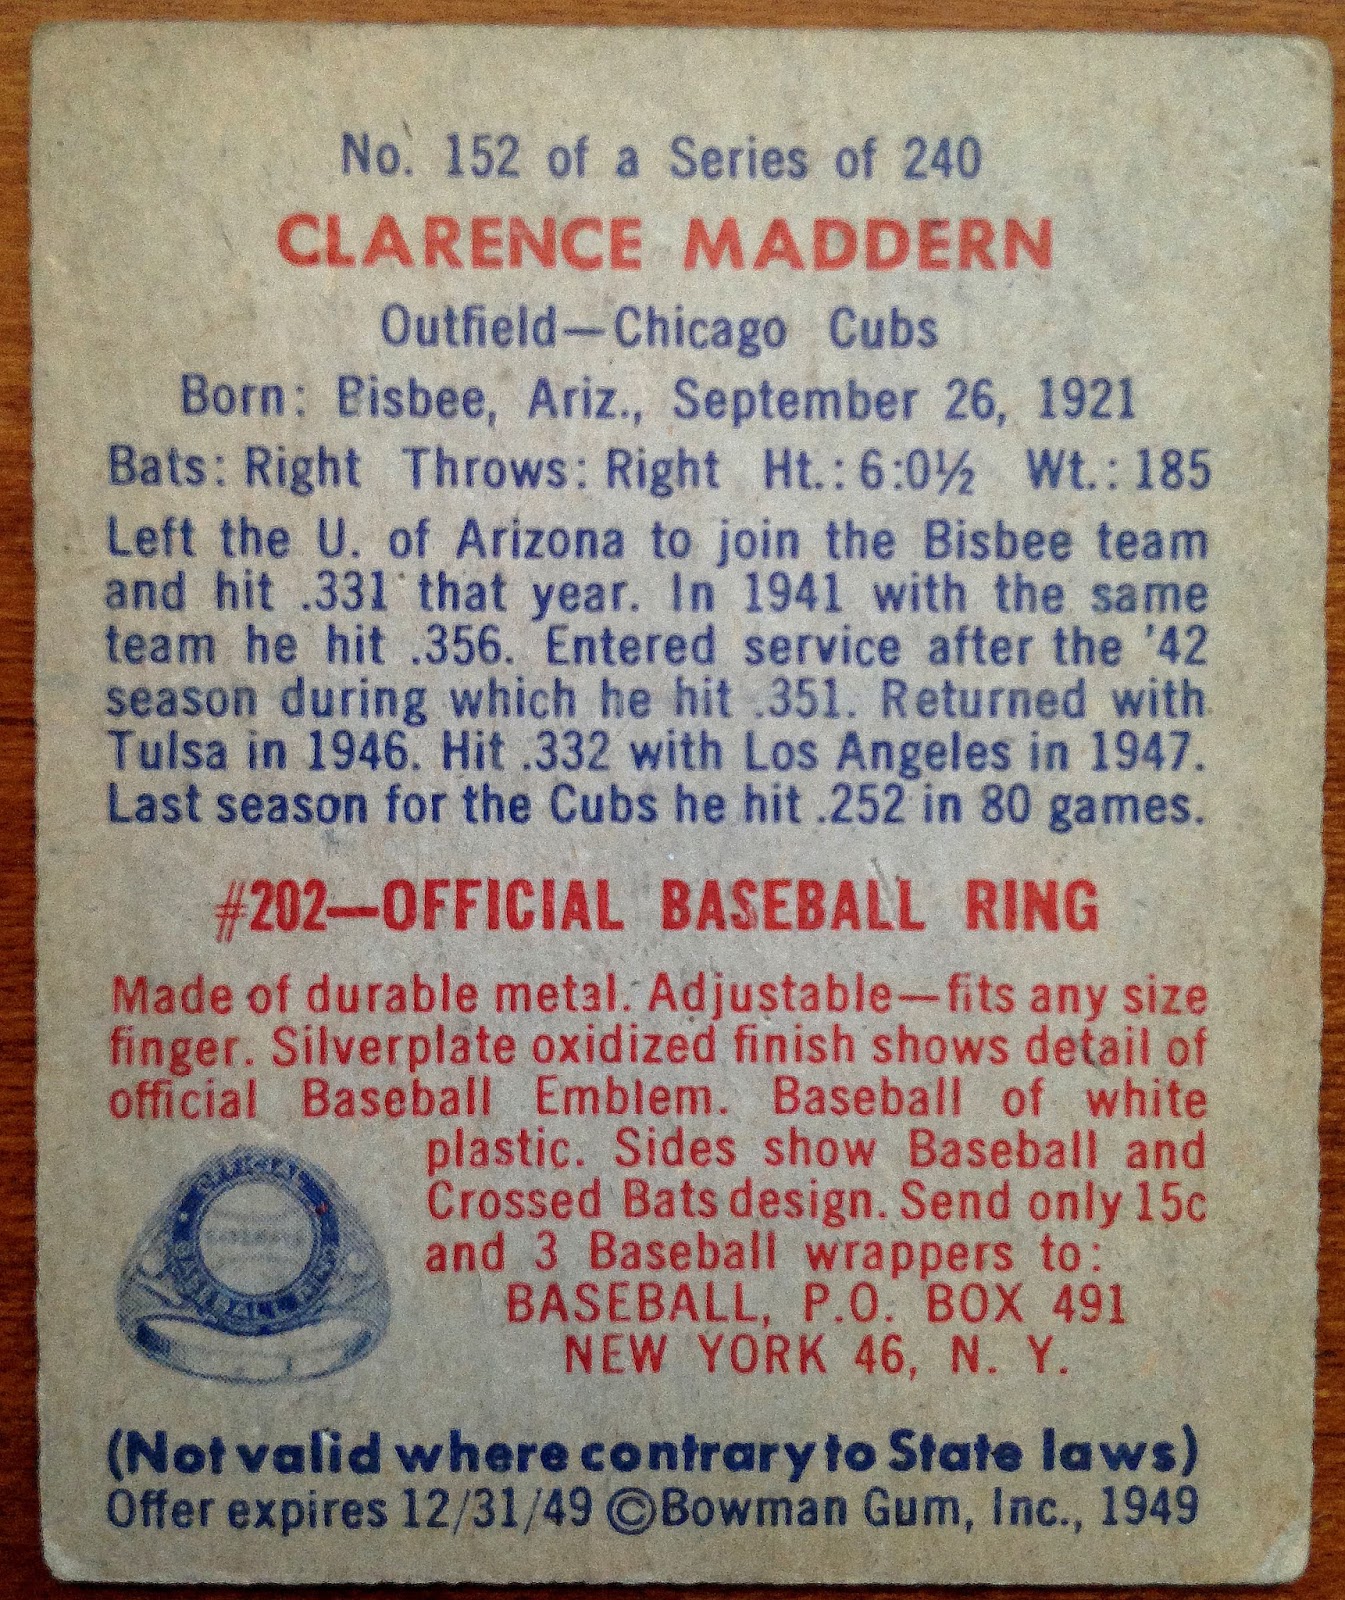 No. 152 of a Series of 240
CLARENCE MADDERN
Outfield—Chicago Cubs
Born: Bisbee, Ariz., September 26, 1921
Bats: Right Throws: Right Ht.: 6:0½ Wt.: 185
Left the U. of Arizona to join the Bisbee team
and hit .331 that year. In 1941 with the same
team he hit .356. Entered service after the '42
season during which he hit .351. Returned with
Tulsa in 1946. Hit .332 with Los Angeles in 1947.
Last season for the Cubs he hit .252 in 80 games.
#202—OFFICIAL BASEBALL RING
Made of durable metal. Adjustable—fits any size
finger. Silverplate oxidized finish shows detail of
official Baseball Emblem. Baseball of white
plastic. Sides show Baseball and
Crossed Bats design. Send only 15c
and 3 Baseball wrappers to:
BASEBALL, P.O. BOX 491
NEW YORK 46, N. Y.
(Not valid where contrary to State laws)
Offer expires 12/31/49 ©Bowman Gum, Inc., 1949